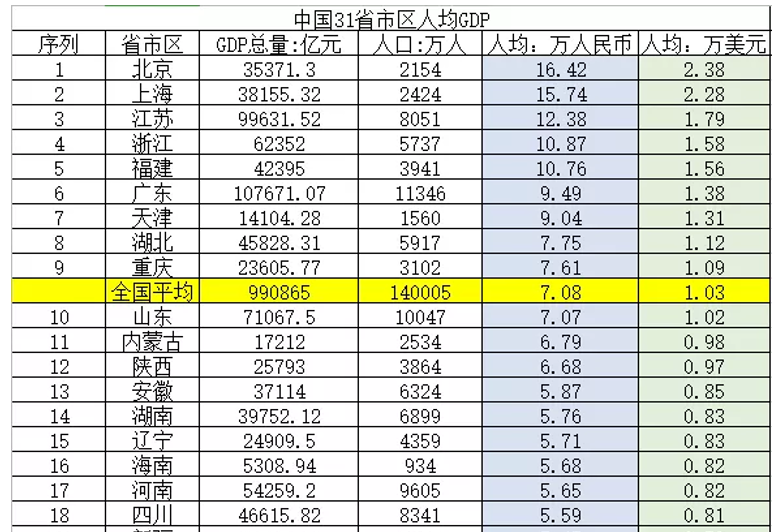 中国31省市区人均GDP
序列 省市区 GDP总量:亿元 人口:万人 人均：万人民币 人均：万美元
1 北京 35371.3 2154 16.42 2.38
2 上海 38155.32 2424 15.74 2.28
3 江苏 99631.52 8051 12.38 1.79
4 浙江 62352 5737 10.87 1.58
5 福建 42395 3941 10.76 1.56
6 广东 107671.07 11346 9.49 1.38
7 天津 14104.28 1560 9.04 1.31
8 湖北 45828.31 5917 7.75 1.12
9 重庆 23605.77 3102 7.61 1.09
全国平均 990865 140005 7.08 1.03
10 山东 71067.5 10047 7.07 1.02
11 内蒙古 17212 2534 6.79 0.98
12 陕西 25793 3864 6.68 0.97
13 安徽 37114 6324 5.87 0.85
14 湖南 39752.12 6899 5.76 0.83
15 辽宁 24909.5 4359 5.71 0.83
16 海南 5308.94 934 5.68 0.82
17 河南 54259.2 9605 5.65 0.82
18 四川 46615.82 8341 5.59 0.81